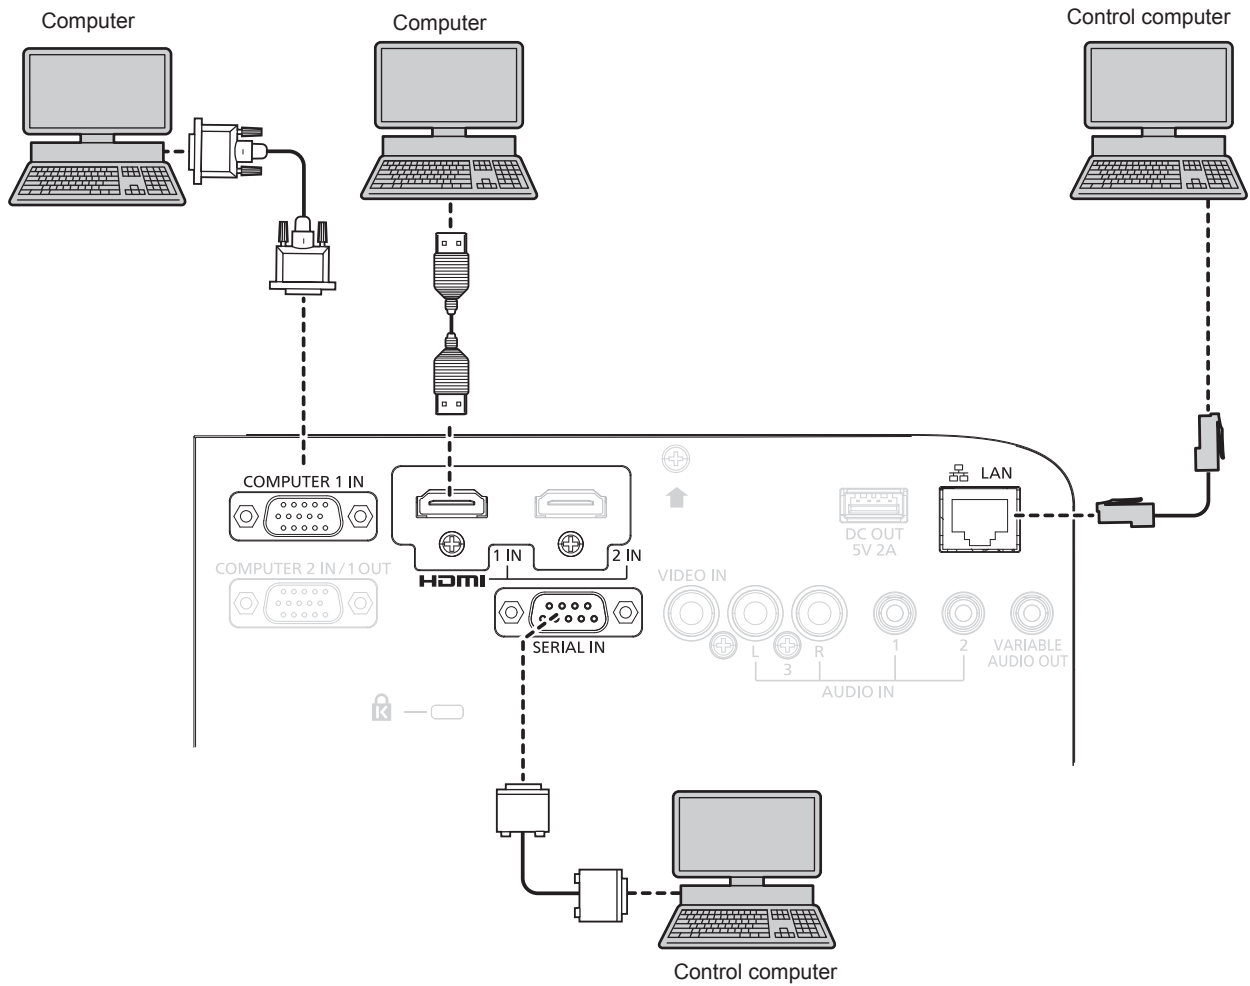 Computer
Computer
Control computer
COMPUTER 1 IN
LAN
DC OUT
5V 2A
1 IN
2 IN
HDMI
COMPUTER 2 IN / 1 OUT
VIDEO IN
SERIAL IN
L
3
R
1
2
VARIABLE
AUDIO OUT
AUDIO IN
K
Control computer